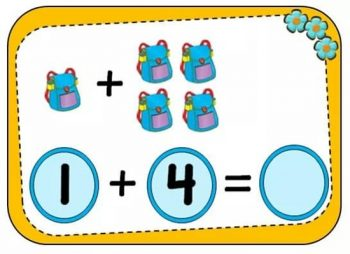 +
1 + 4 =